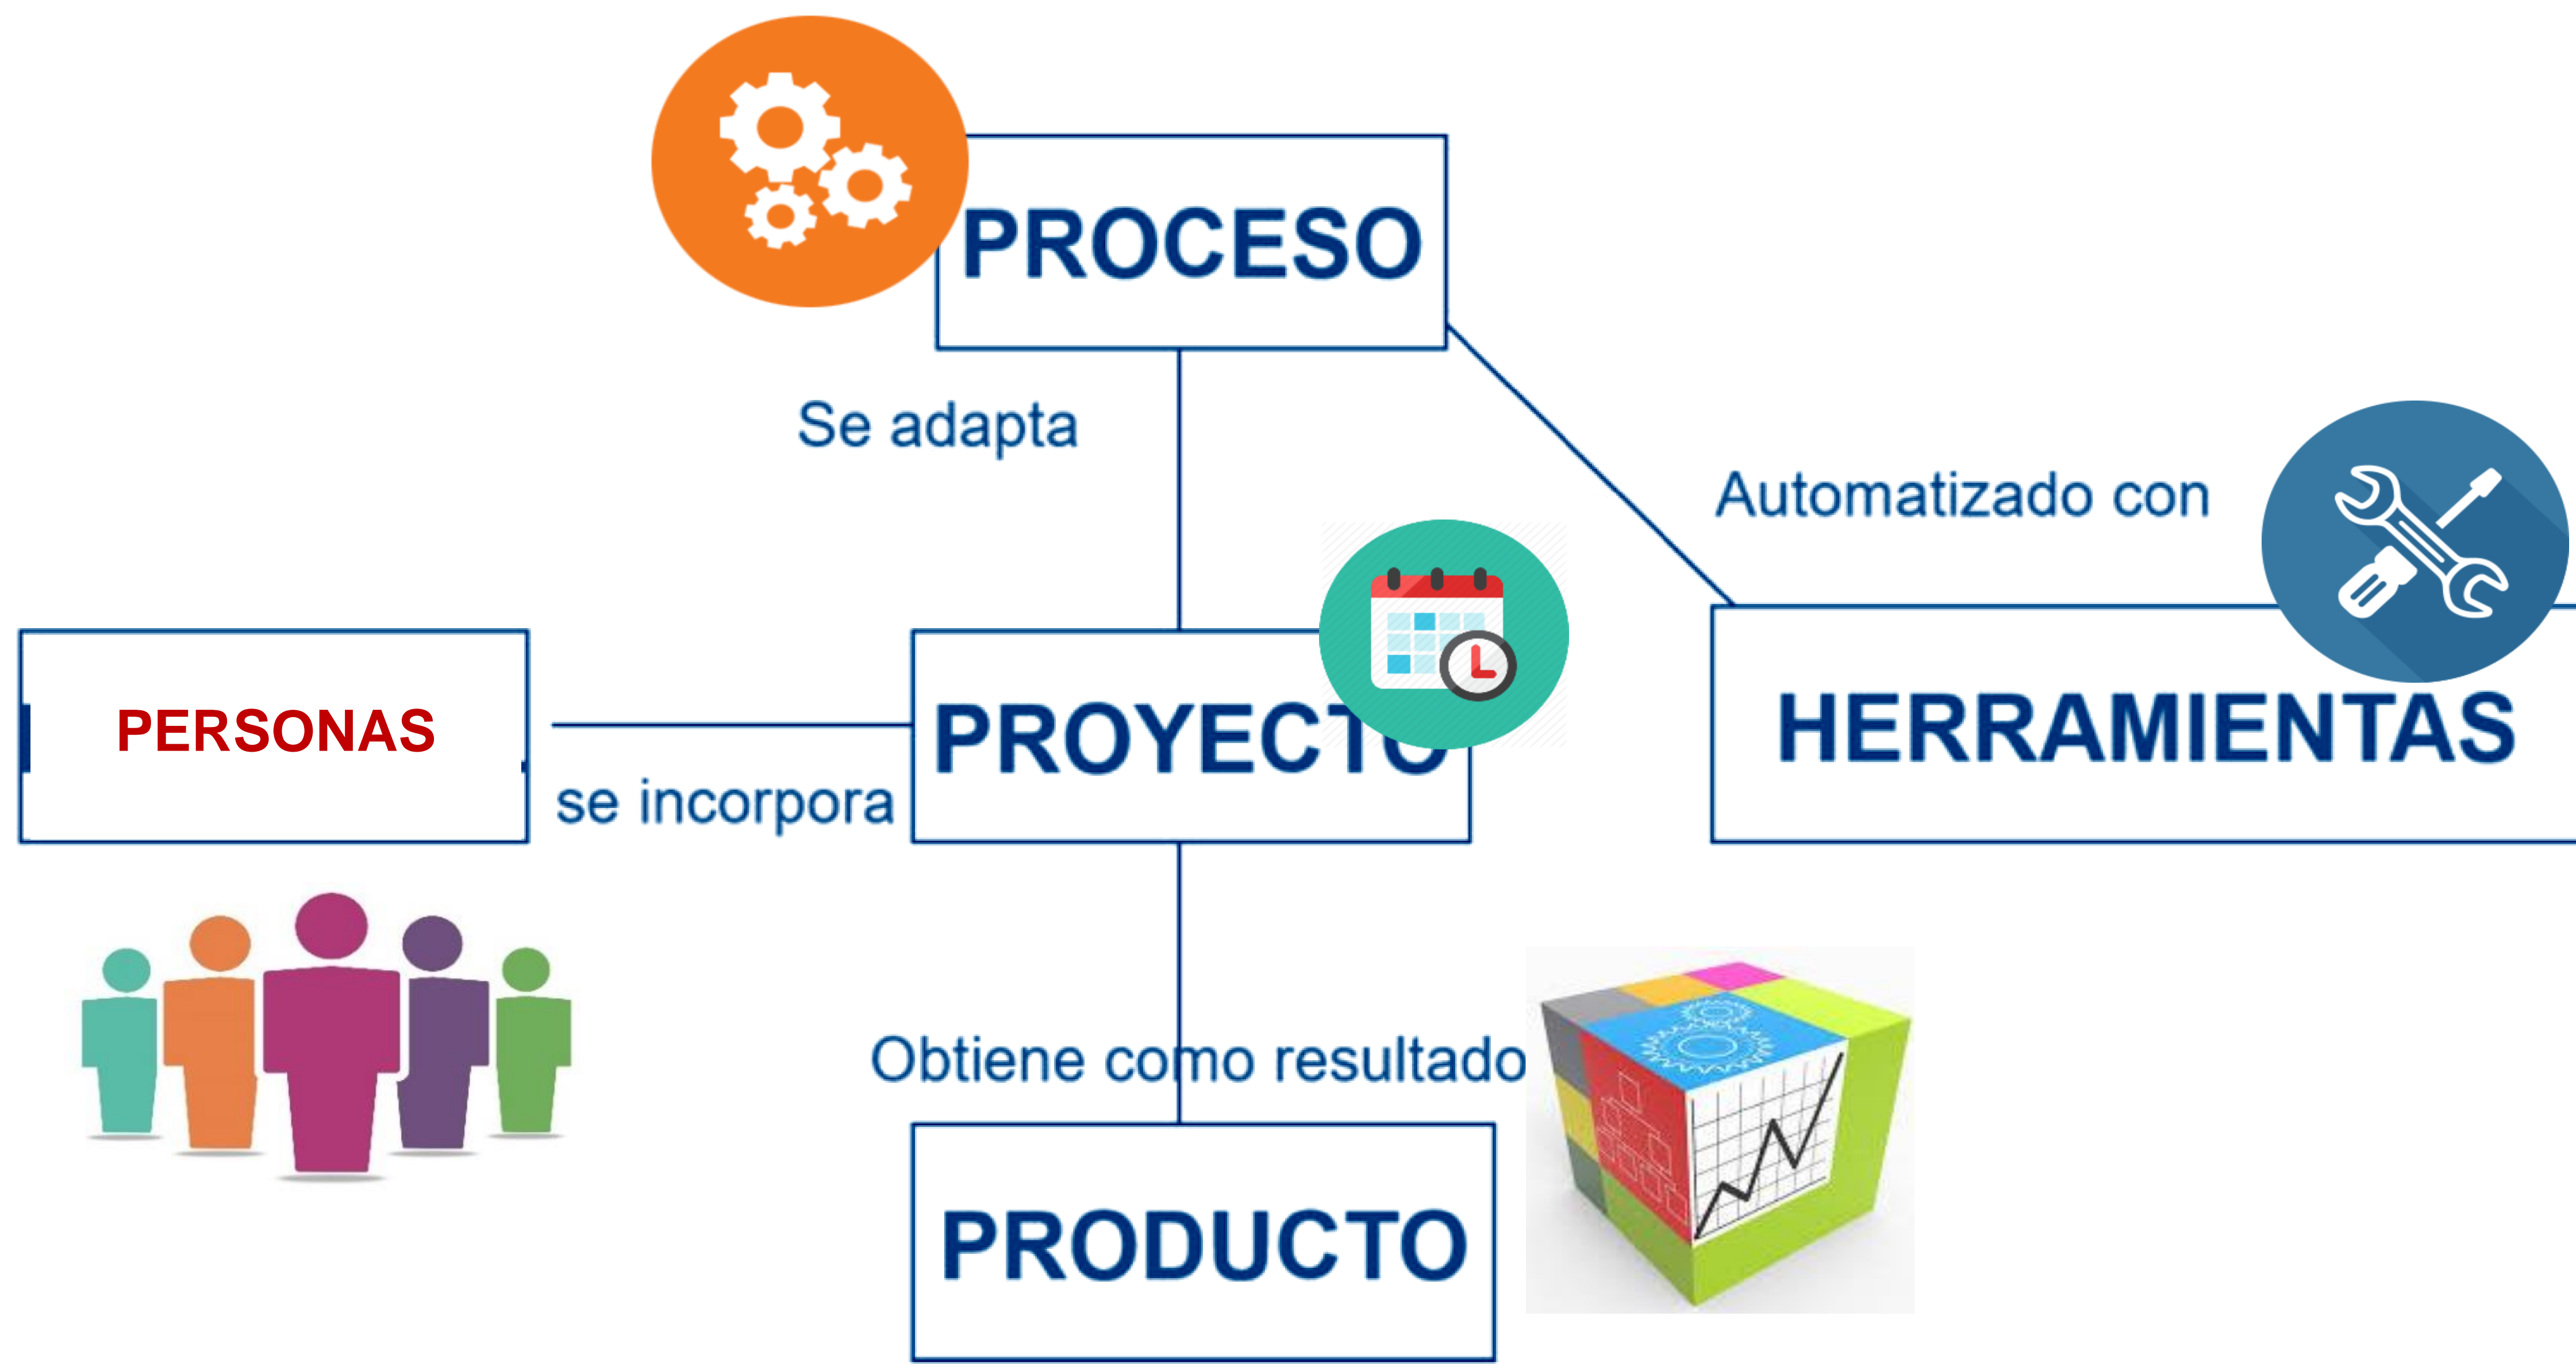 PROCESO
Se adapta
Automatizado con
PERSONAS
se incorpora
PROYECTO
HERRAMIENTAS
Obtiene como resultado
PRODUCTO